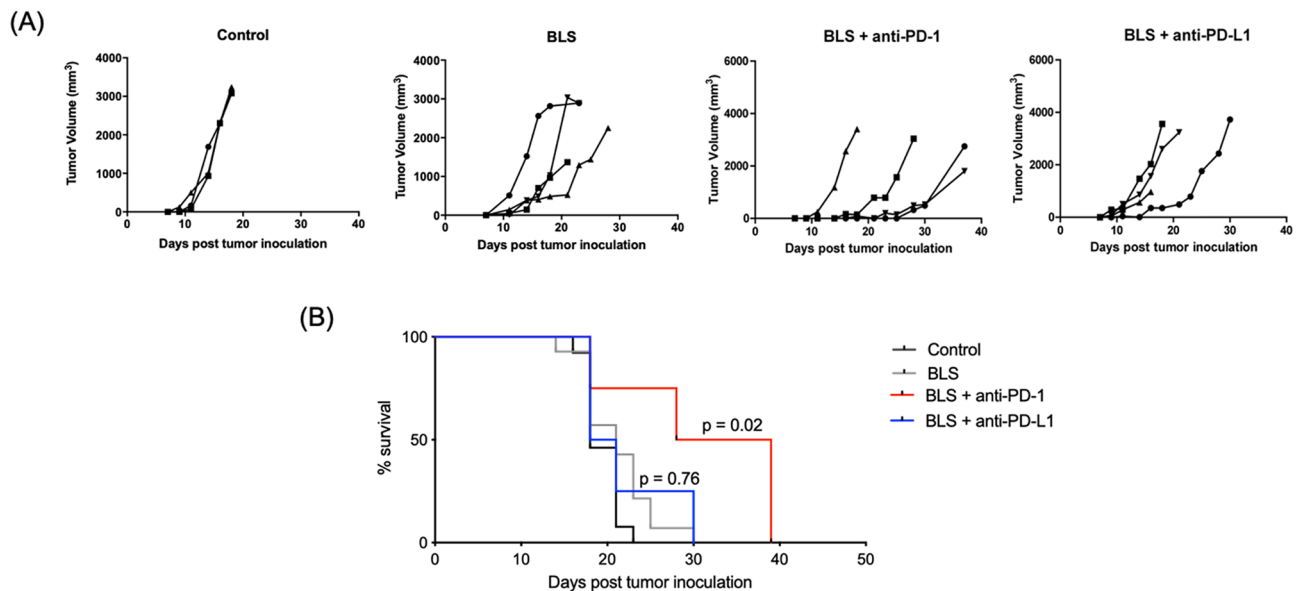 (A)
Control
BLS
BLS + anti-PD-1
BLS + anti-PD-L1
Tumor Volume (mm³)
4000
3000
2000
1000
0
0 10 20 30 40
Days post tumor inoculation
Tumor Volume (mm³)
4000
3000
2000
1000
0
0 10 20 30 40
Days post tumor inoculation
Tumor Volume (mm³)
6000
4000
2000
0
0 10 20 30 40
Days post tumor inoculation
Tumor Volume (mm³)
6000
4000
2000
0
0 10 20 30 40
Days post tumor inoculation
(B)
% survival
100
50
0
0 10 20 30 40 50
Days post tumor inoculation
p = 0.02
p = 0.76
Control
BLS
BLS + anti-PD-1
BLS + anti-PD-L1